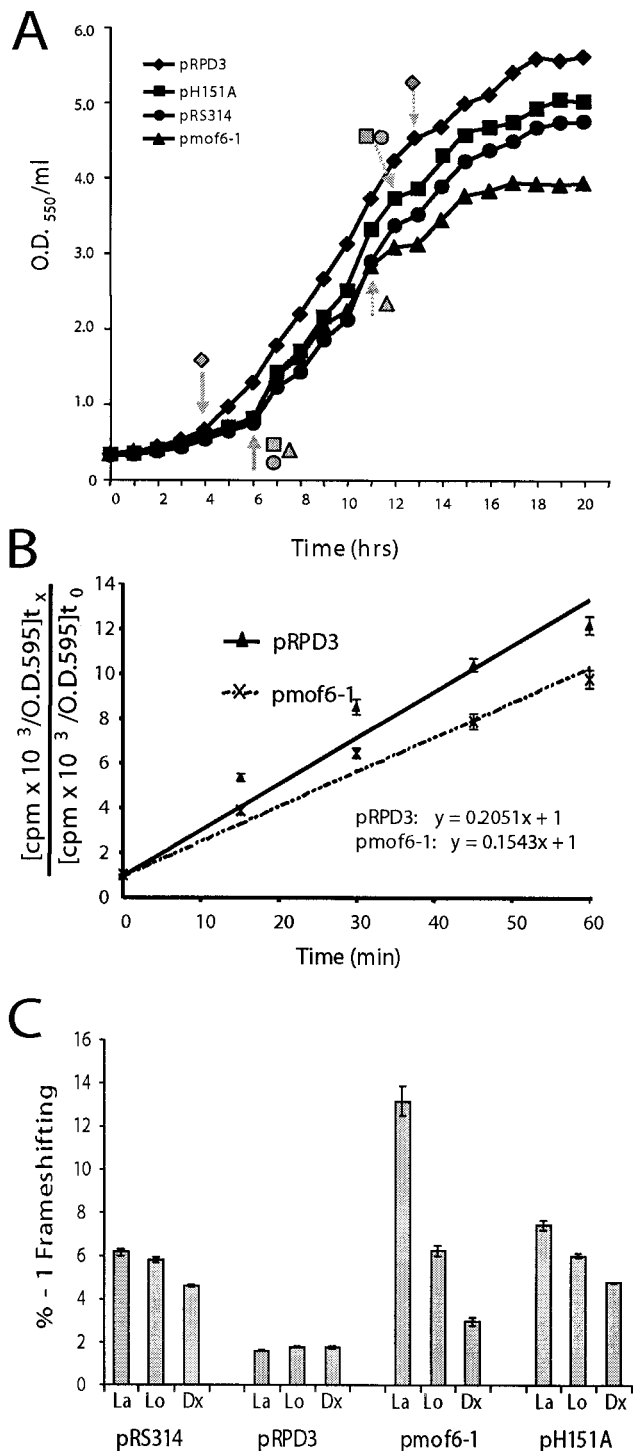 A
6.0
5.0
4.0
3.0
2.0
1.0
0
O.D. 550/ml
pRPD3
pH151A
pRS314
pmof6-1
0 2 4 6 8 10 12 14 16 18 20
Time (hrs)
B
[cpm x 10 3 /O.D.595]t x
[cpm x 10 3 /O.D.595]t 0
14
12
10
8
6
4
2
0
pRPD3
pmof6-1
pRPD3: y = 0.2051x + 1
pmof6-1: y = 0.1543x + 1
0 10 20 30 40 50 60
Time (min)
C
% - 1 Frameshifting
16
14
12
10
8
6
4
2
0
La Lo Dx La Lo Dx La Lo Dx La Lo Dx
pRS314 pRPD3 pmof6-1 pH151A